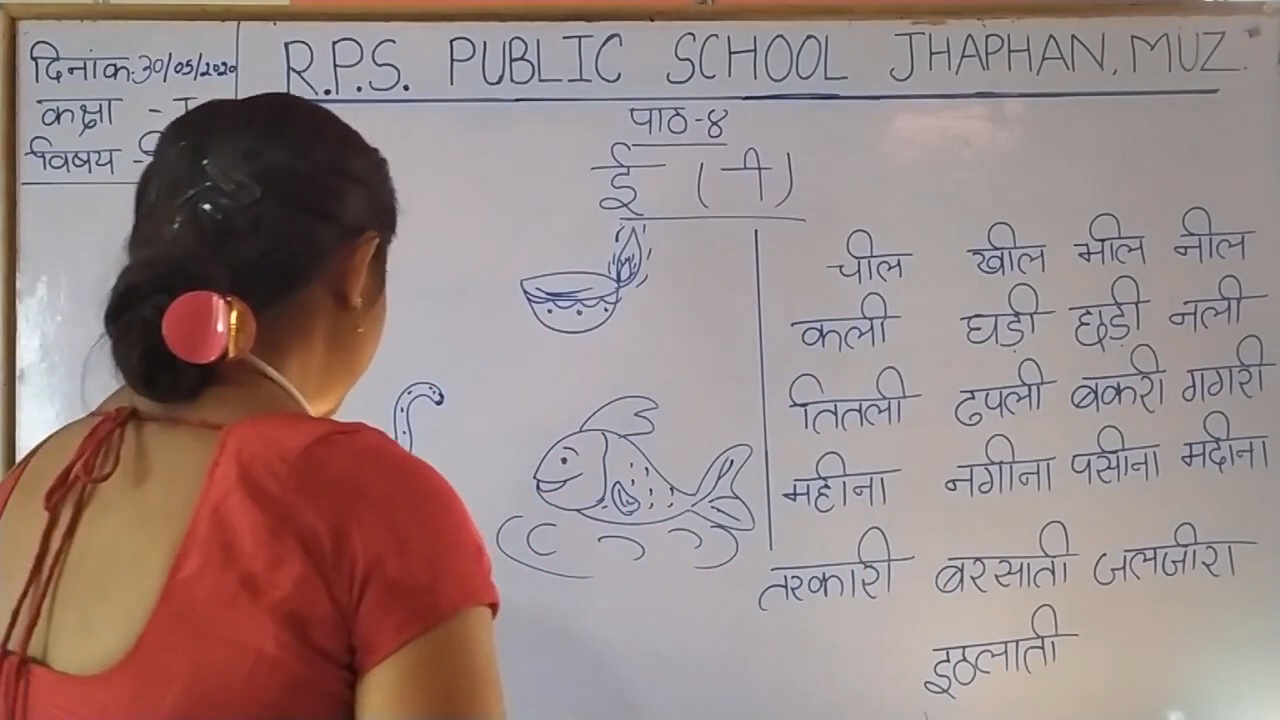 दिनांक:30/05/2020
R.P.S. PUBLIC SCHOOL JHAPHAN, MUZ.
कक्षा -
विषय -
पाठ-४
ई (ी)
चील खील भील नील
कली घड़ी छड़ी नली
तितली ढपली बकरी गगरी
महीना नगीना पसीना मदीना
तरकारी बरसाती जलजीरा
इठलाती